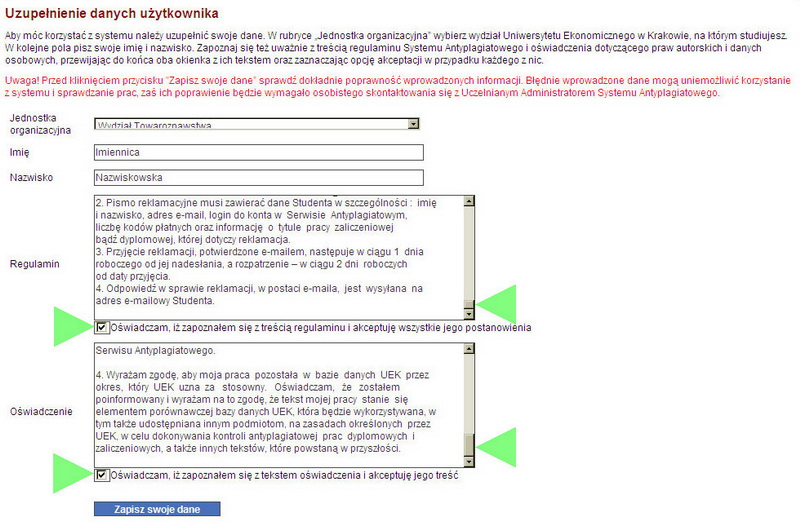 Uzupełnienie danych użytkownika
Aby móc korzystać z systemu należy uzupełnić swoje dane. W rubryce „Jednostka organizacyjna” wybierz wydział Uniwersytetu Ekonomicznego w Krakowie, na którym studiujesz.
W kolejne pola pisz swoje imię i nazwisko. Zapoznaj się też uważnie z treścią regulaminu Systemu Antyplagiatowego i oświadczenia dotyczącego praw autorskich i danych
osobowych, przewijając do końca oba okienka z ich tekstem oraz zaznaczając opcję akceptacji w przypadku każdego z nic.
Uwaga! Przed kliknięciem przycisku "Zapisz swoje dane" sprawdź dokładnie poprawność wprowadzonych informacji. Błędnie wprowadzone dane mogą uniemożliwić korzystanie
z systemu i sprawdzanie prac, zaś ich poprawienie będzie wymagało osobistego skontaktowania się z Uczelnianym Administratorem Systemu Antyplagiatowego.
Jednostka
organizacyjna
Wydział Towaroznawstwa
Imię
Imiennica
Nazwisko
Nazwiskowska
Regulamin
2. Pismo reklamacyjne musi zawierać dane Studenta w szczególności : imię
i nazwisko, adres e-mail, login do konta w Serwisie Antyplagiatowym,
liczbę kodów płatnych oraz informację o tytule pracy zaliczeniowej
bądź dyplomowej, której dotyczy reklamacja.
3. Przyjęcie reklamacji, potwierdzone e-mailem, następuje w ciągu 1 dnia
roboczego od jej nadesłania, a rozpatrzenie – w ciągu 2 dni roboczych
od daty przyjęcia.
4. Odpowiedź w sprawie reklamacji, w postaci e-maila, jest wysyłana na
adres e-mailowy Studenta.
Oświadczam, iż zapoznałem się z treścią regulaminu i akceptuję wszystkie jego postanowienia
Oświadczenie
Serwisu Antyplagiatowego.
4. Wyrażam zgodę, aby moja praca pozostała w bazie danych UEK przez
okres, który UEK uzna za stosowny. Oświadczam, że zostałem
poinformowany i wyrażam na to zgodę, że tekst mojej pracy stanie się
elementem porównawczej bazy danych UEK, która będzie wykorzystywana, w
tym także udostępniana innym podmiotom, na zasadach określonych przez
UEK, w celu dokonywania kontroli antyplagiatowej prac dyplomowych i
zaliczeniowych, a także innych tekstów, które powstaną w przyszłości.
Oświadczam, iż zapoznałem się z tekstem oświadczenia i akceptuję jego treść
Zapisz swoje dane